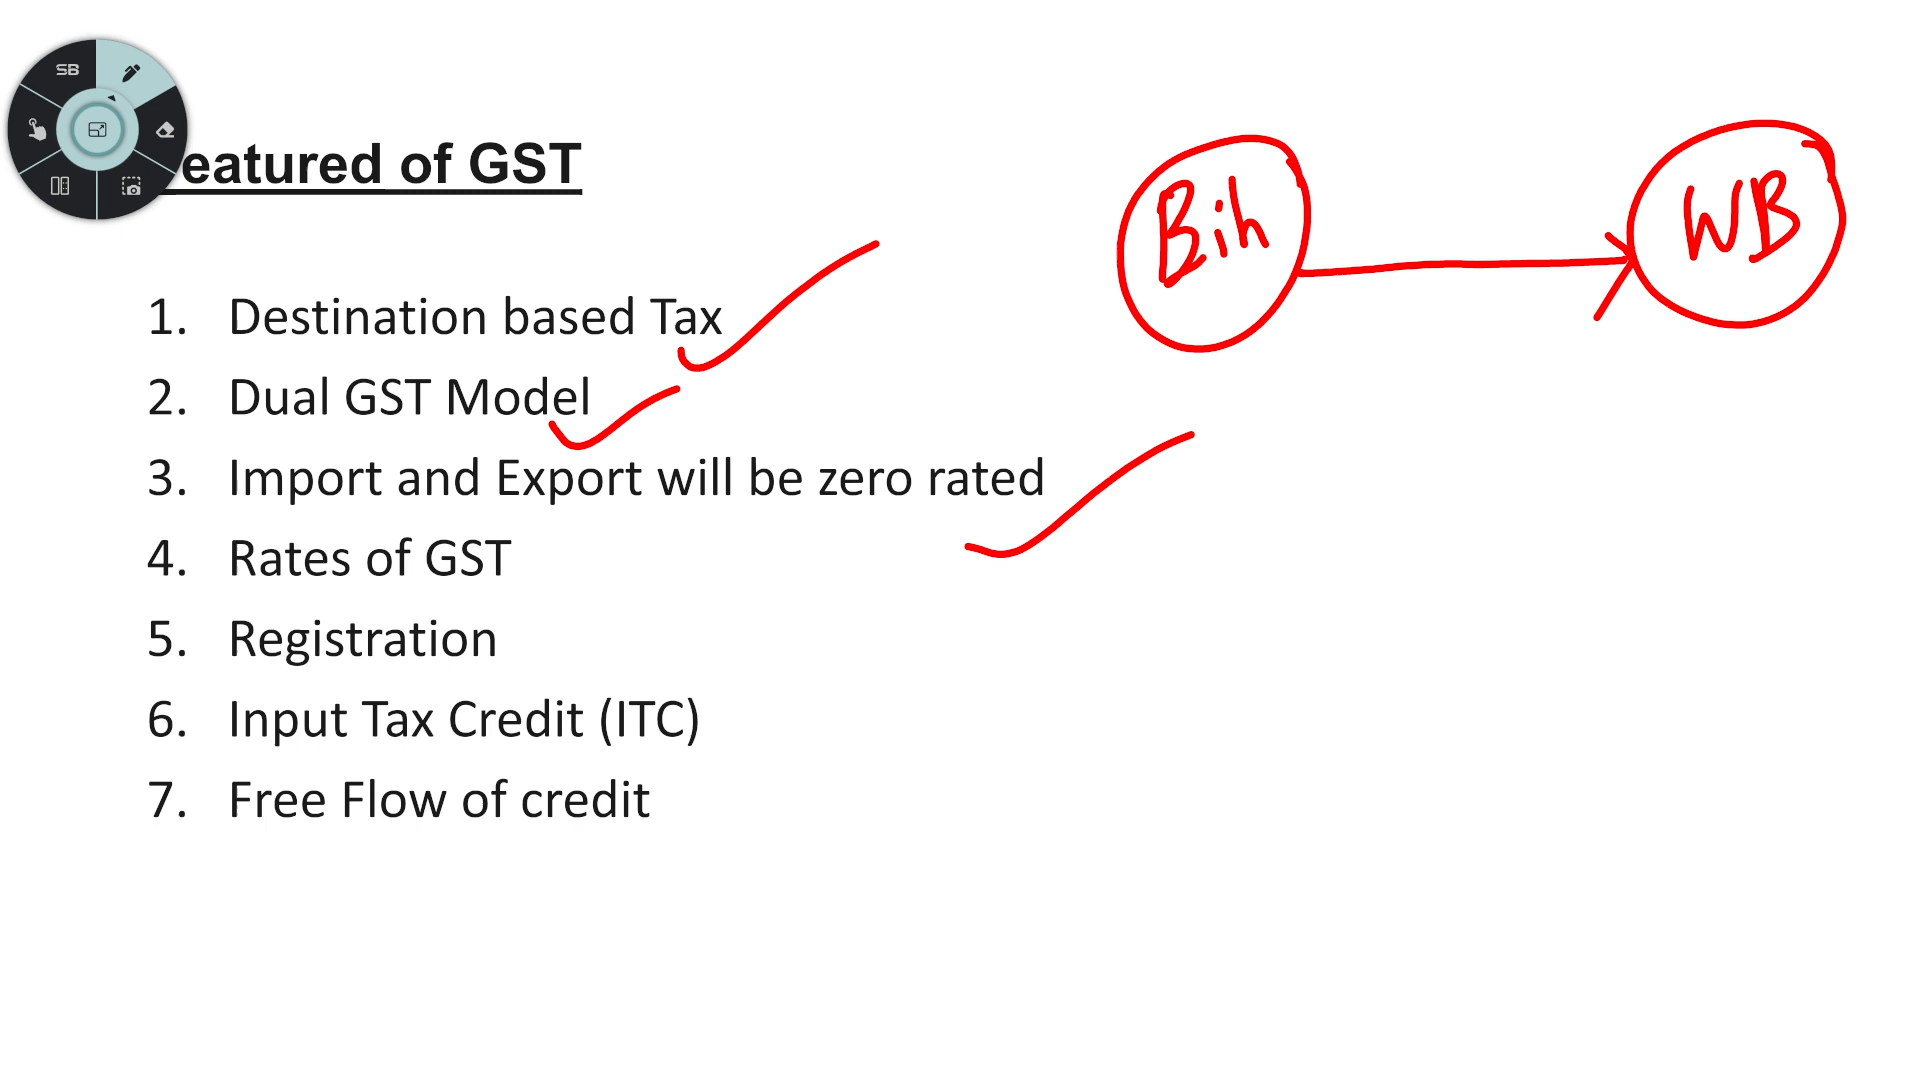 SB
eatured of GST
Bih
WB
1. Destination based Tax
2. Dual GST Model
3. Import and Export will be zero rated
4. Rates of GST
5. Registration
6. Input Tax Credit (ITC)
7. Free Flow of credit